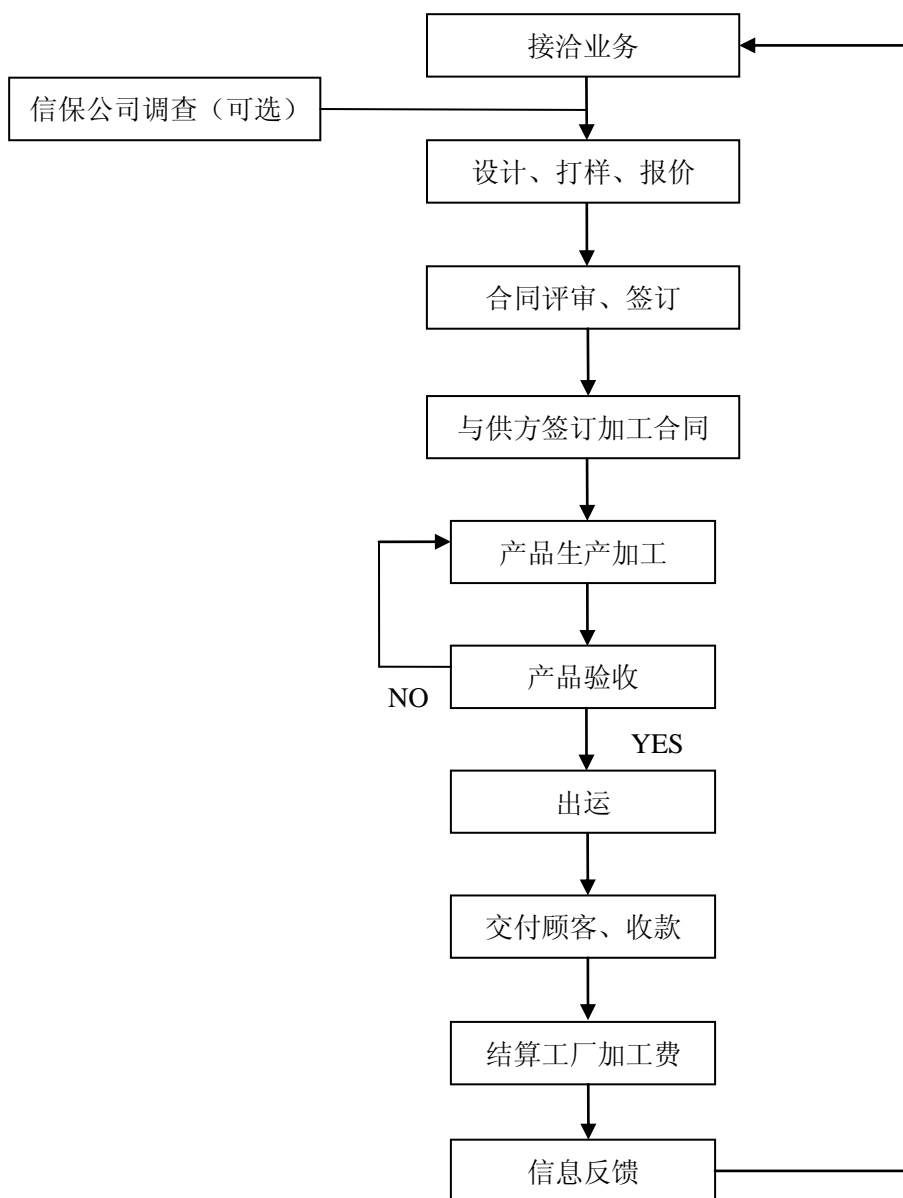 接洽业务
信保公司调查（可选）
设计、打样、报价
合同评审、签订
与供方签订加工合同
产品生产加工
产品验收
NO
YES
出运
交付顾客、收款
结算工厂加工费
信息反馈